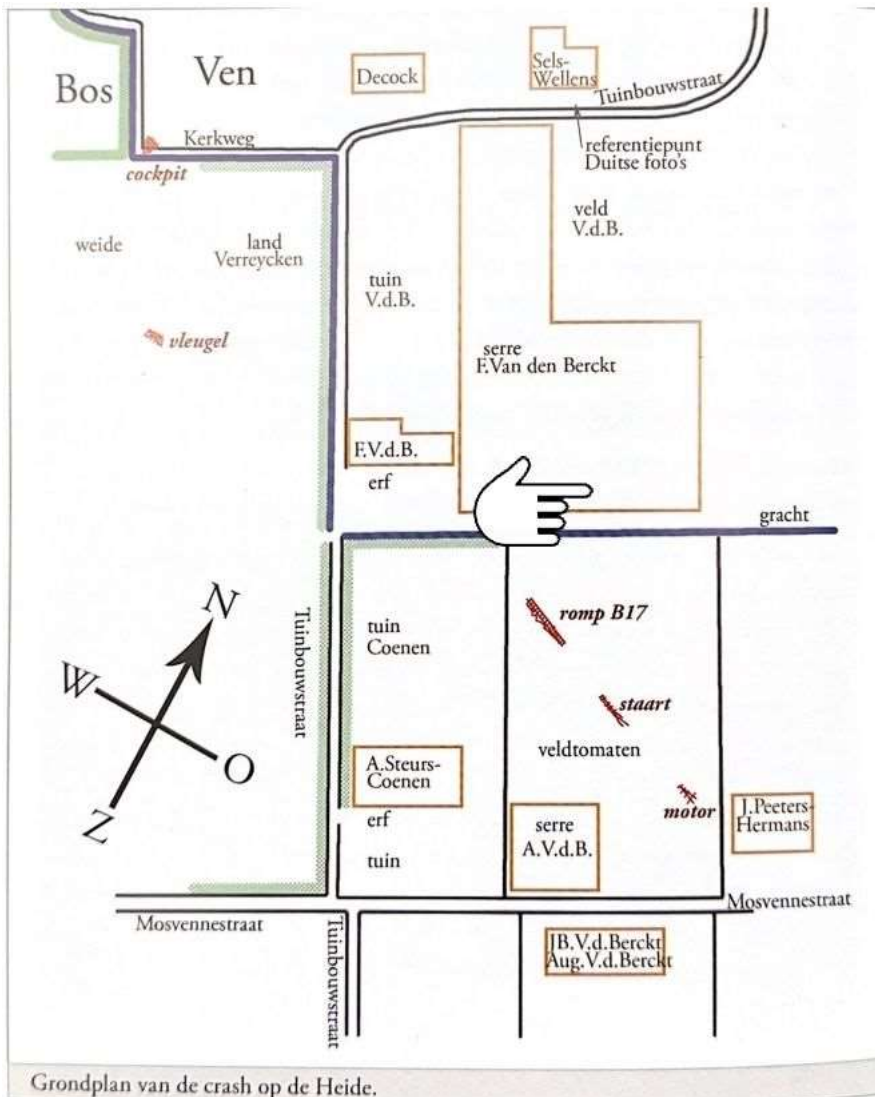 Bos
Ven
Decock
Sels-
Wellens
Tuinbouwstraat
Kerkweg
referentiepunt
Duitse foto's
cockpit
weide
land
Verreycken
veld
V.d.B.
tuin
V.d.B.
vleugel
serre
F.Van den Berckt
F.V.d.B.
erf
gracht
N
W
O
Z
Tuinbouwstraat
tuin
Coenen
romp B17
staart
veldtomaten
A.Steurs-
Coenen
erf
tuin
serre
A.V.d.B.
motor
J.Peeters-
Hermans
Mosvennestraat
Mosvennestraat
Tuinbouwstraat
JB.V.d.Berckt
Aug.V.d.Berckt
Grondplan van de crash op de Heide.